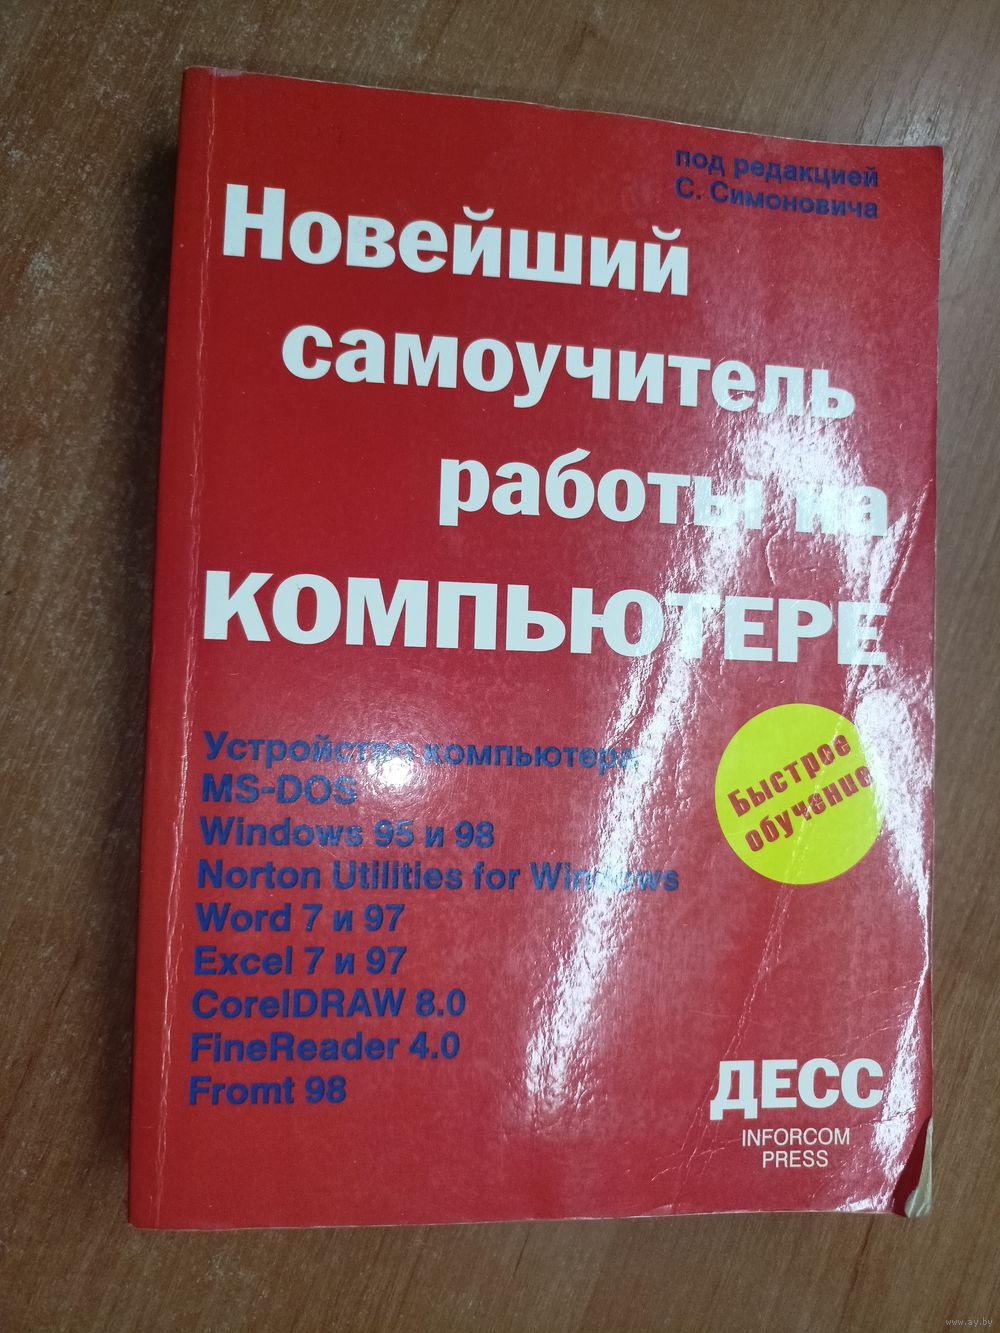 под редакцией
С. Симоновича
Новейший
самоучитель
работы на
КОМПЬЮТЕРЕ
Устройство компьютера
MS-DOS
Windows 95 и 98
Norton Utilities for Windows
Word 7 и 97
Excel 7 и 97
CorelDRAW 8.0
FineReader 4.0
Fromt 98
Быстрое
обучение
ДЕСС
INFORCOM
PRESS
www.ay.by